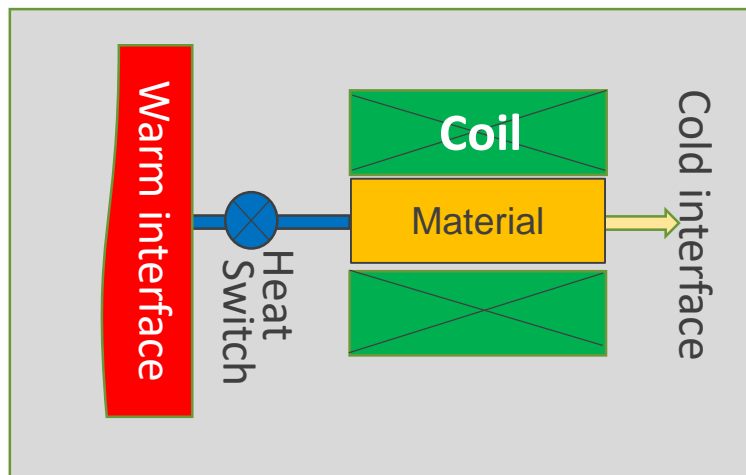 Warm interface
Heat
Switch
Coil
Material
Cold interface